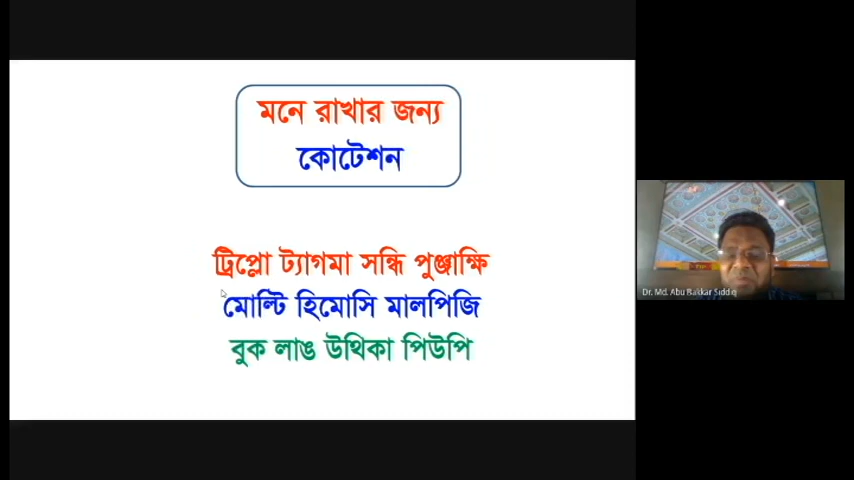 মনে রাখার জন্য
কোটেশন
ট্রিপ্লো ট্যাগমা সন্ধি পুঞ্জাক্ষি
মোল্টি হিমোসি মালপিজি
বুক লাঙ উথিকা পিউপি
Dr. Md. Abu Bakkar Siddiq